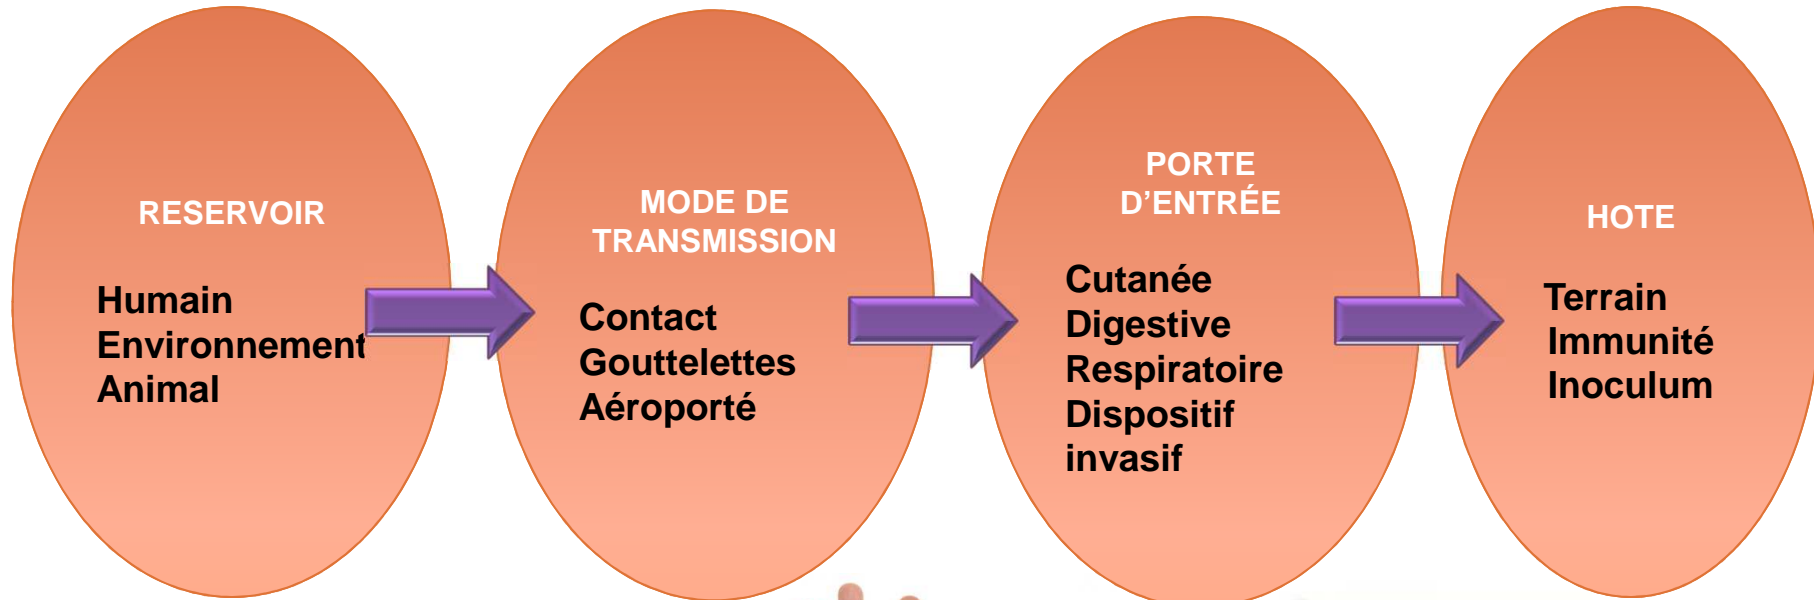 RESERVOIR
Humain
Environnement
Animal
MODE DE
TRANSMISSION
Contact
Gouttelettes
Aéroporté
PORTE
D’ENTRÉE
Cutanée
Digestive
Respiratoire
Dispositif
invasif
HOTE
Terrain
Immunité
Inoculum